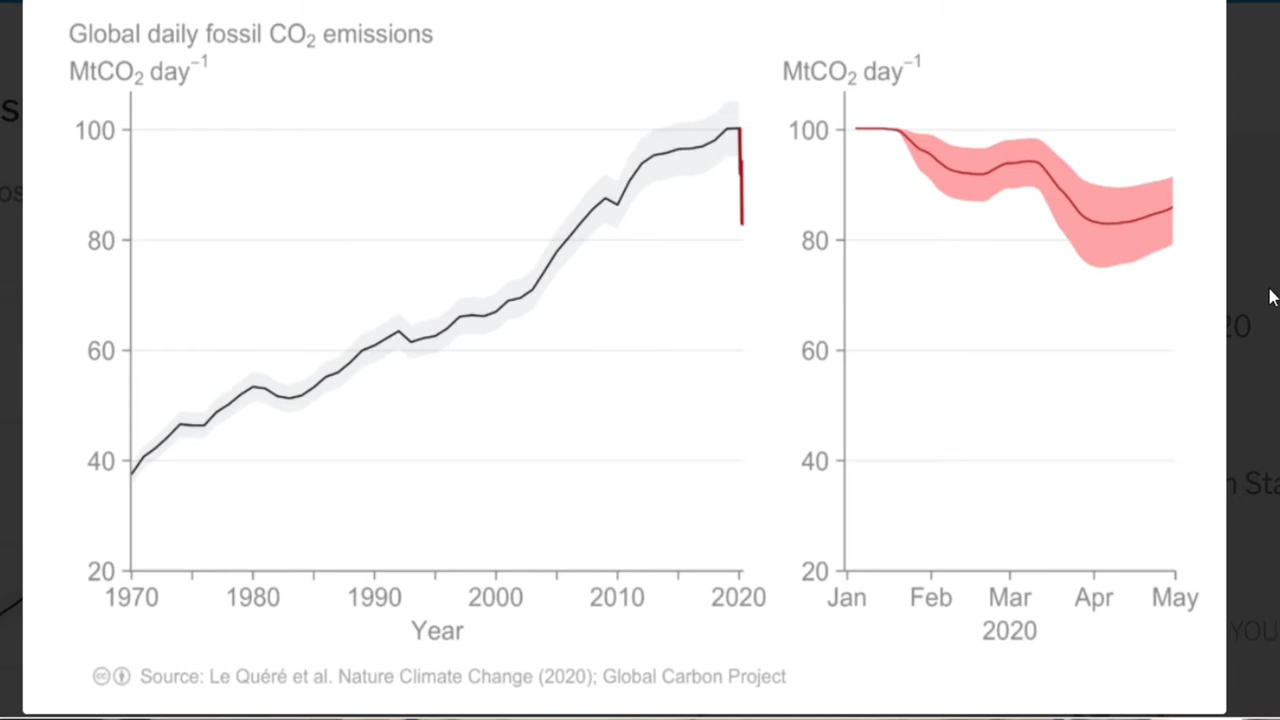 Global daily fossil CO₂ emissions
MtCO₂ day⁻¹
100
80
60
40
20
1970 1980 1990 2000 2010 2020
Year
MtCO₂ day⁻¹
100
80
60
40
20
Jan Feb Mar Apr May
2020
Source: Le Quéré et al. Nature Climate Change (2020); Global Carbon Project